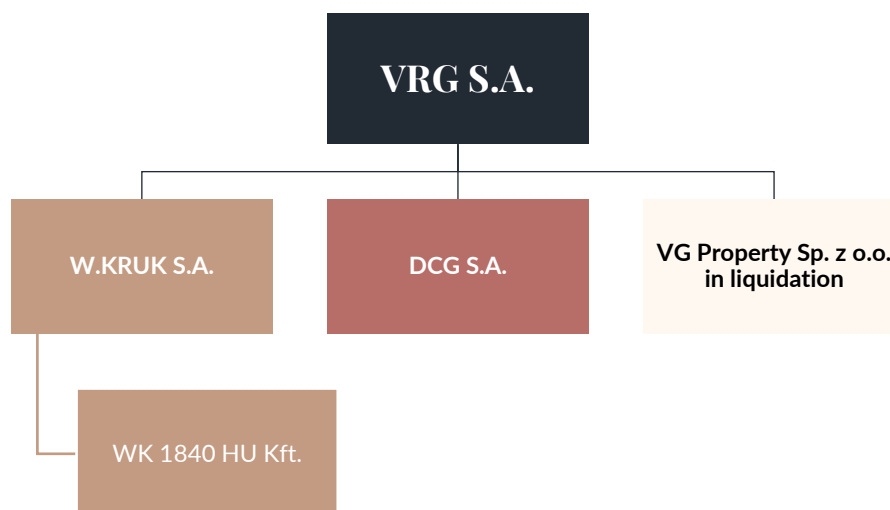 VRG S.A.
W.KRUK S.A.
DCG S.A.
VG Property Sp. z o.o.
in liquidation
WK 1840 HU Kft.